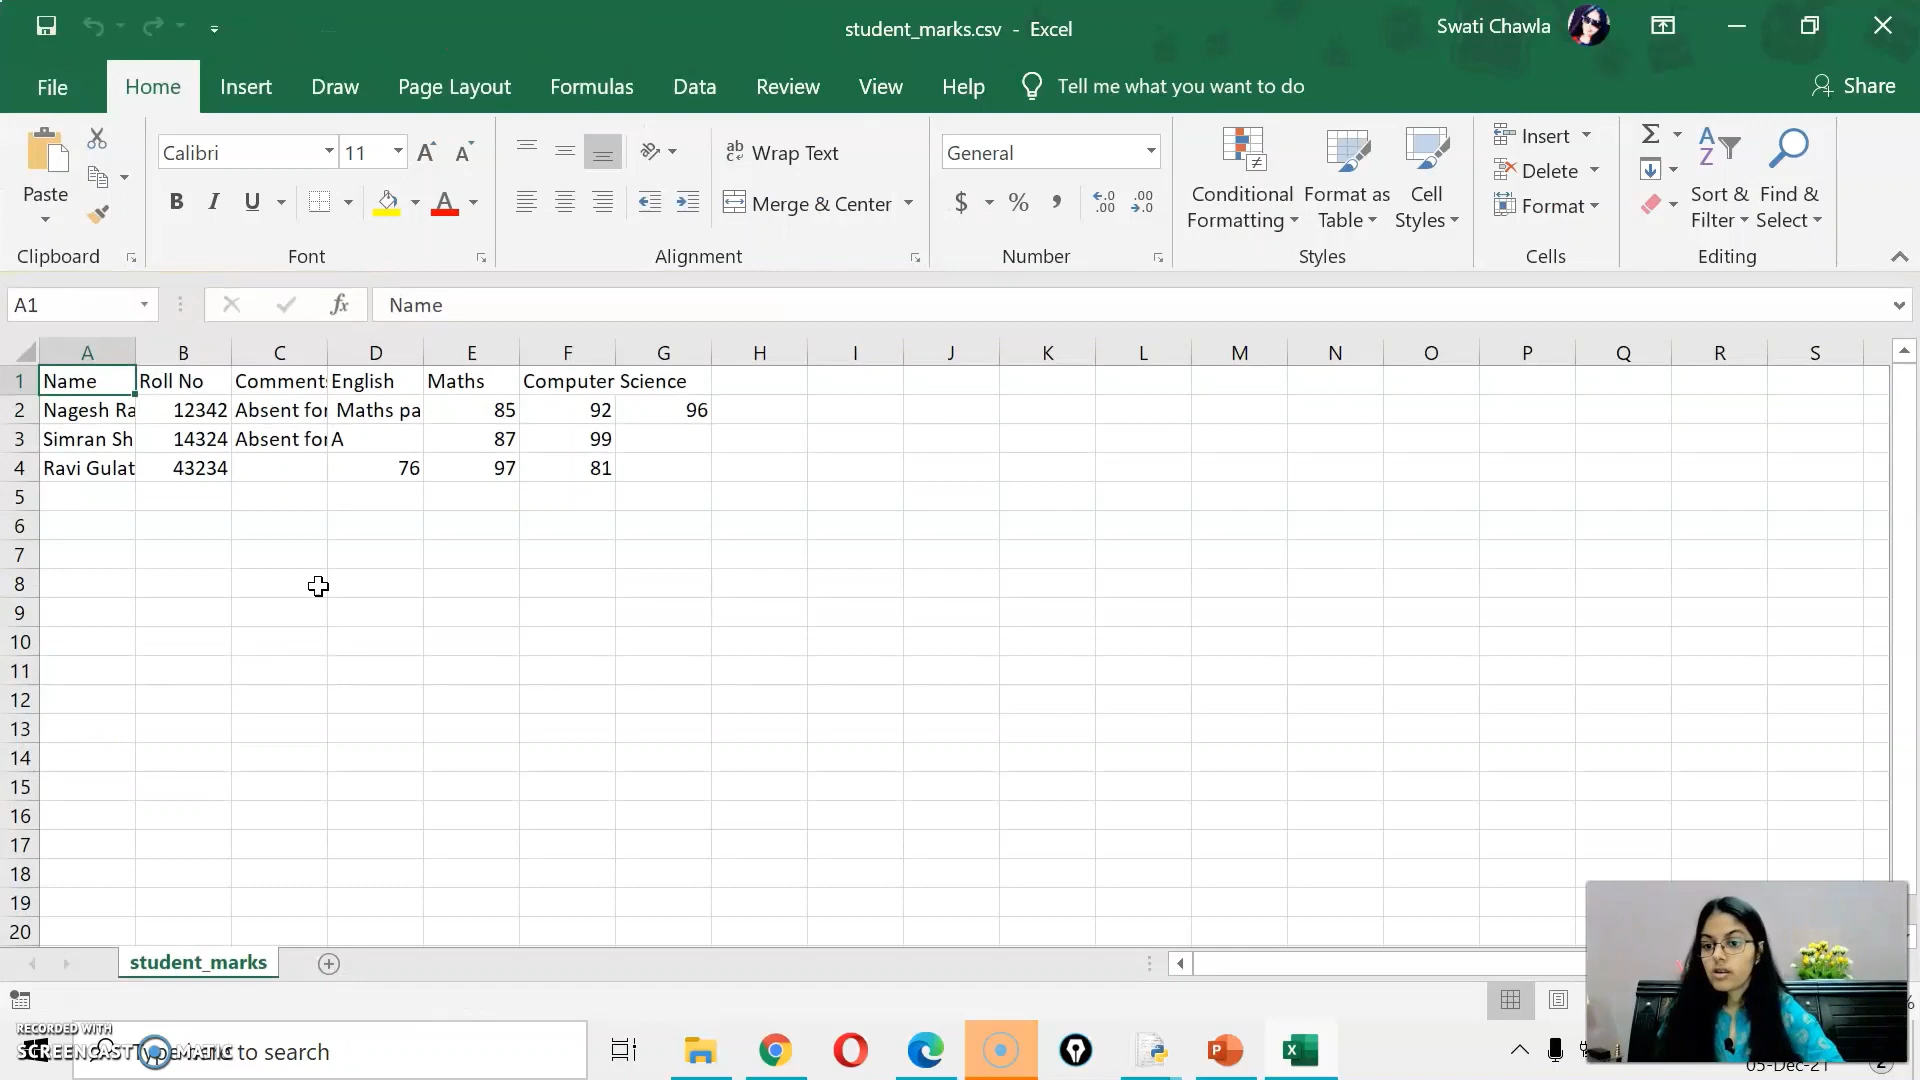 student_marks.csv - Excel
Swati Chawla
File Home Insert Draw Page Layout Formulas Data Review View Help Tell me what you want to do Share
Paste
Calibri 11
Wrap Text
General
Conditional Formatting
Format as Table
Cell Styles
Insert
Delete
Format
Sort & Filter
Find & Select
B I U
Merge & Center
$ % ,
Clipboard Font Alignment Number Styles Cells Editing
A1 fx Name
A B C D E F G H I J K L M N O P Q R S
1 Name Roll No Comment English Maths Computer Science
2 Nagesh Ra 12342 Absent for Maths pa 85 92 96
3 Simran Sh 14324 Absent for A 87 99
4 Ravi Gulat 43234 76 97 81
5
6
7
8
9
10
11
12
13
14
15
16
17
18
19
20
student_marks
RECORDED WITH
SCREENCAST MATIC
to search
05-Dec-21